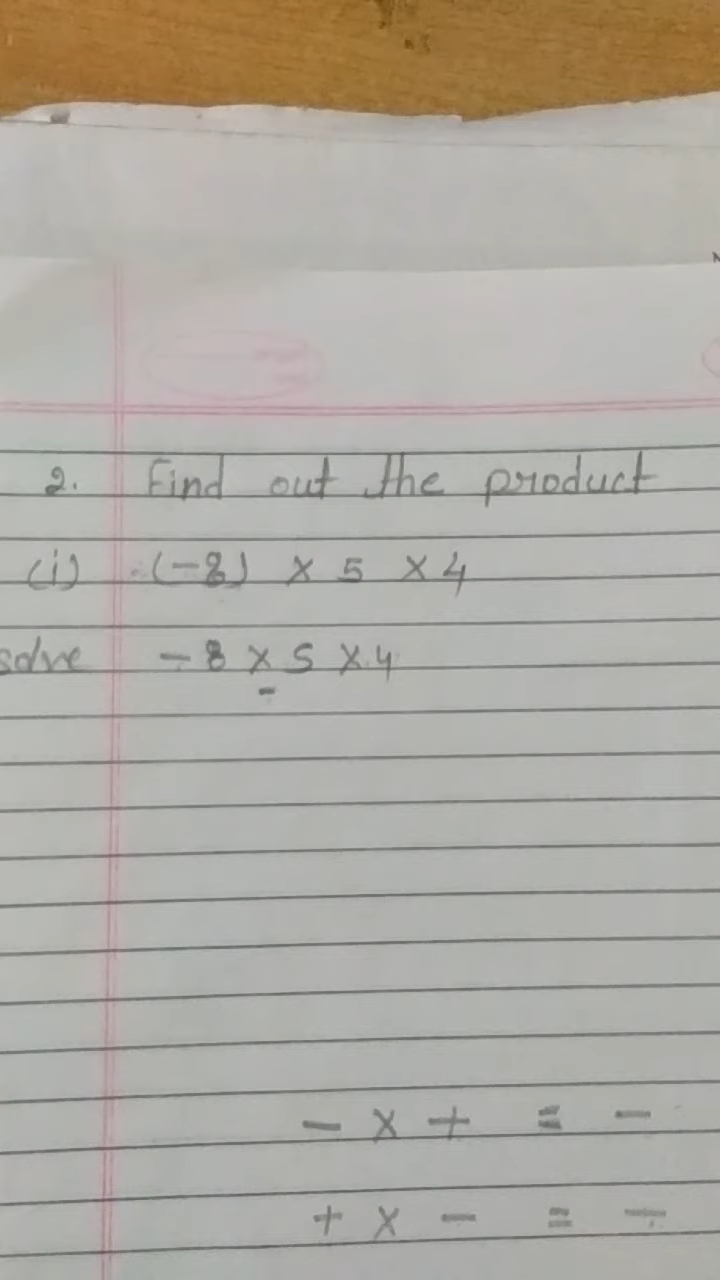 2. Find out the product
(i) (-8) × 5 × 4
solve - 8 × 5 × 4
-
- × + = -
+ × - = -